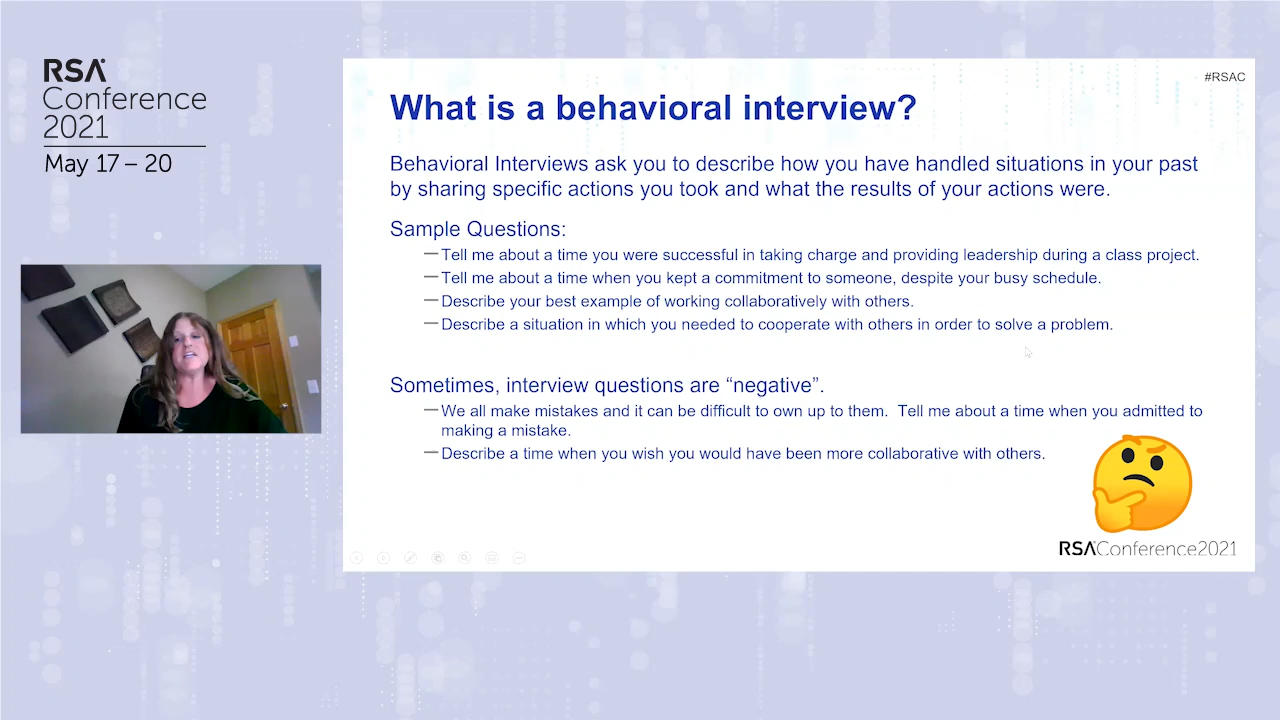 RSA
Conference
2021
May 17 – 20
#RSAC
What is a behavioral interview?
Behavioral Interviews ask you to describe how you have handled situations in your past
by sharing specific actions you took and what the results of your actions were.
Sample Questions:
— Tell me about a time you were successful in taking charge and providing leadership during a class project.
— Tell me about a time when you kept a commitment to someone, despite your busy schedule.
— Describe your best example of working collaboratively with others.
— Describe a situation in which you needed to cooperate with others in order to solve a problem.
Sometimes, interview questions are “negative”.
— We all make mistakes and it can be difficult to own up to them.  Tell me about a time when you admitted to
making a mistake.
— Describe a time when you wish you would have been more collaborative with others.
RSA Conference2021